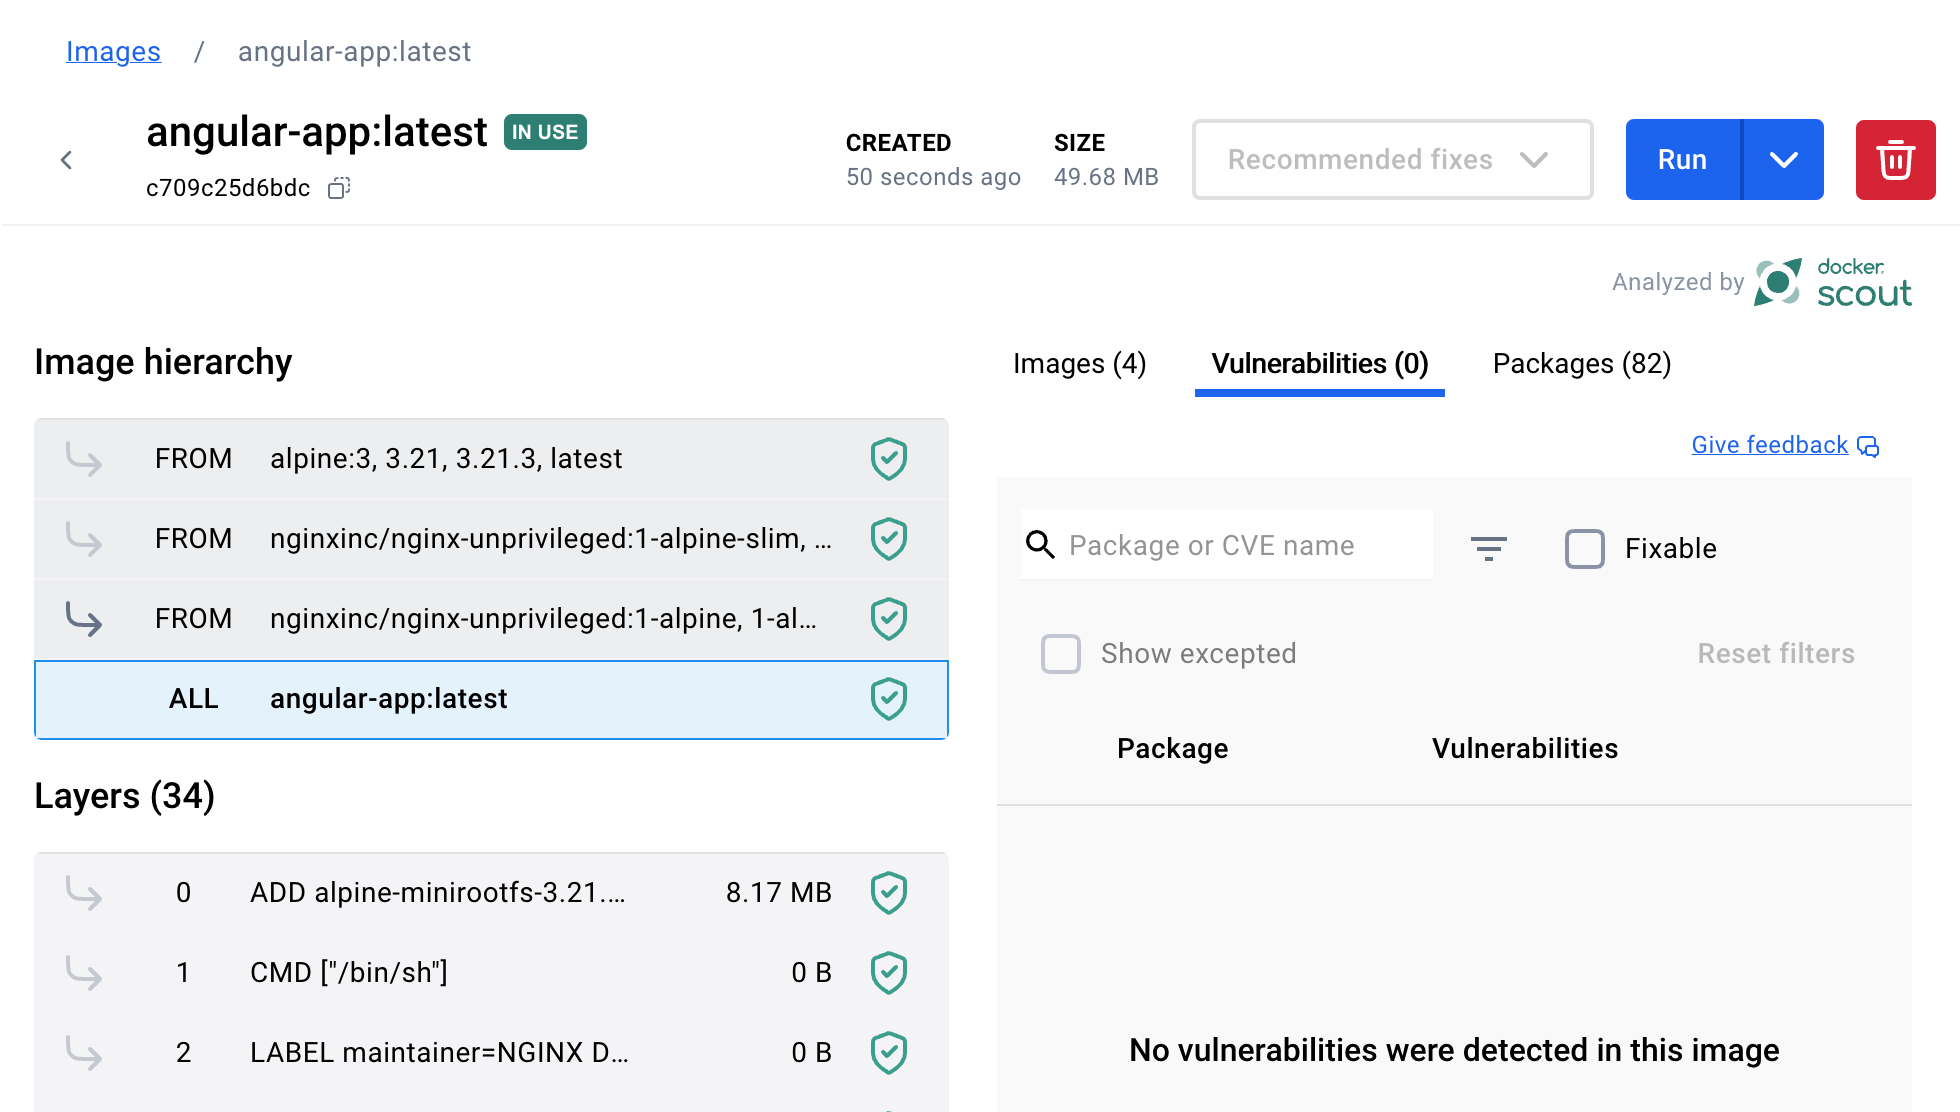 Images / angular-app:latest
angular-app:latest IN USE
c709c25d6bdc
CREATED
50 seconds ago
SIZE
49.68 MB
Recommended fixes
Run
Analyzed by docker scout
Image hierarchy
FROM alpine:3, 3.21, 3.21.3, latest
FROM nginxinc/nginx-unprivileged:1-alpine-slim, ...
FROM nginxinc/nginx-unprivileged:1-alpine, 1-al...
ALL angular-app:latest
Layers (34)
0 ADD alpine-minirootfs-3.21.... 8.17 MB
1 CMD ["/bin/sh"] 0 B
2 LABEL maintainer=NGINX D... 0 B
Images (4) Vulnerabilities (0) Packages (82)
Give feedback
Package or CVE name
Fixable
Show excepted
Reset filters
Package Vulnerabilities
No vulnerabilities were detected in this image